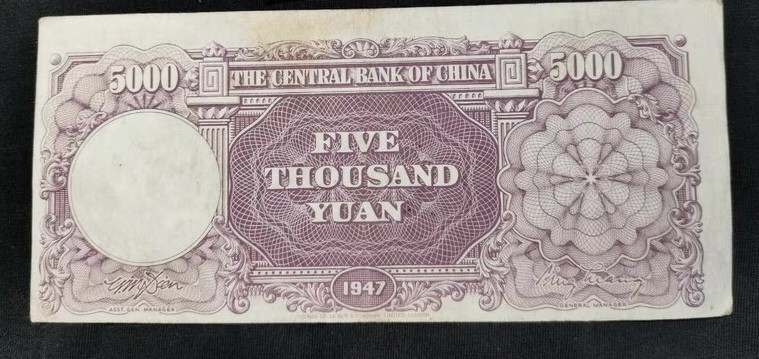 5000 THE CENTRAL BANK OF CHINA 5000
FIVE
THOUSAND
YUAN
1947
ASST. GEN. MANAGER
GENERAL MANAGER